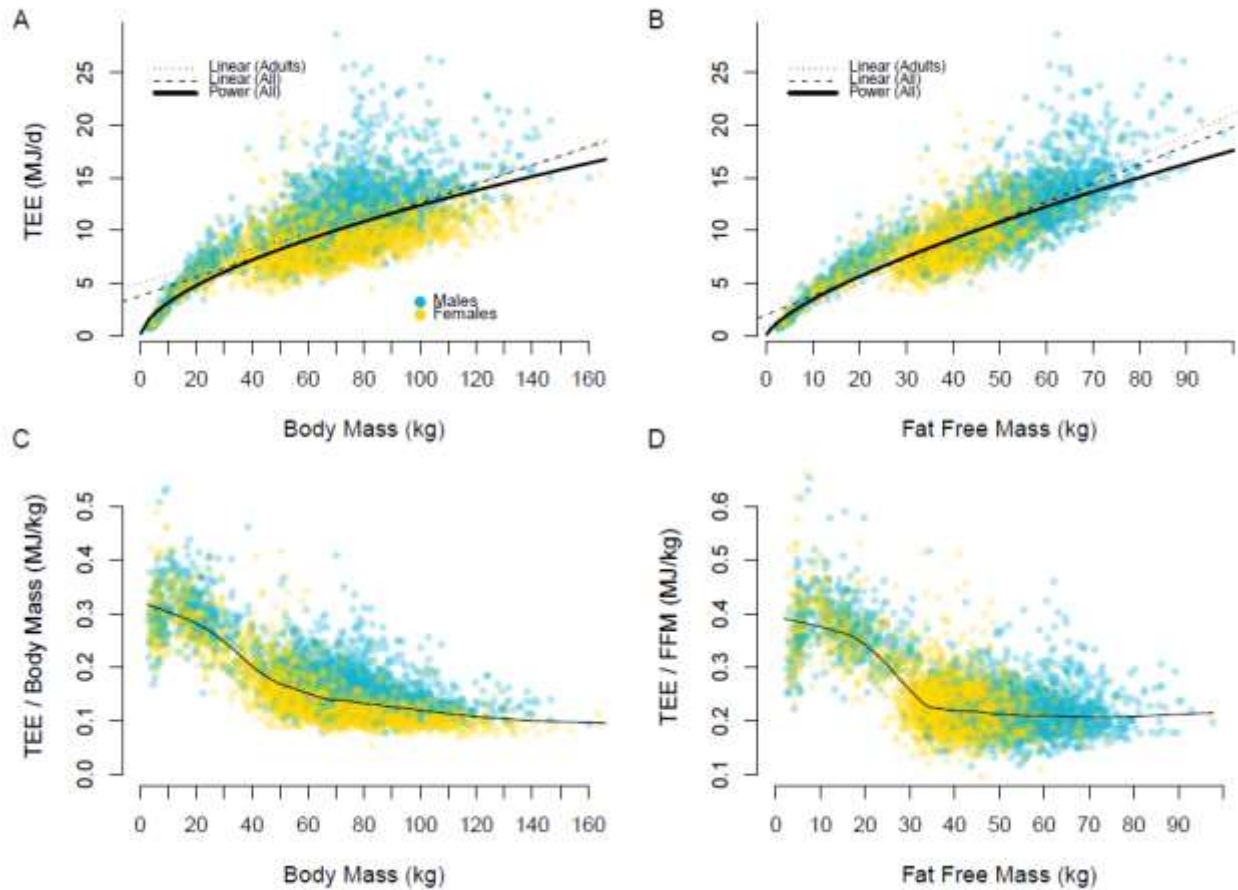 A
Linear (Adults)
Linear (All)
Power (All)
TEE (MJ/d)
0 5 10 15 20 25
Males
Females
0 20 40 60 80 100 120 140 160
Body Mass (kg)
B
Linear (Adults)
Linear (All)
Power (All)
TEE (MJ/d)
0 5 10 15 20 25
0 10 20 30 40 50 60 70 80 90
Fat Free Mass (kg)
C
TEE / Body Mass (MJ/kg)
0.0 0.1 0.2 0.3 0.4 0.5
0 20 40 60 80 100 120 140 160
Body Mass (kg)
D
TEE / FFM (MJ/kg)
0.1 0.2 0.3 0.4 0.5 0.6
0 10 20 30 40 50 60 70 80 90
Fat Free Mass (kg)